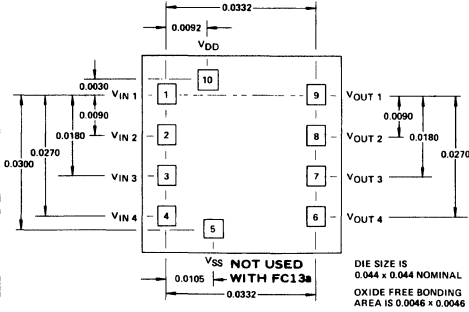 0.0332
0.0092
VDD
0.0030
10
VIN 1
1
9
VOUT 1
0.0090
0.0090
VIN 2
2
8
VOUT 2
0.0180
0.0180
0.0270
0.0270
0.0300
VIN 3
3
7
VOUT 3
VIN 4
4
6
VOUT 4
5
VSS
NOT USED
WITH FC13a
0.0105
0.0332
DIE SIZE IS
0.044 x 0.044 NOMINAL
OXIDE FREE BONDING
AREA IS 0.0046 x 0.0046